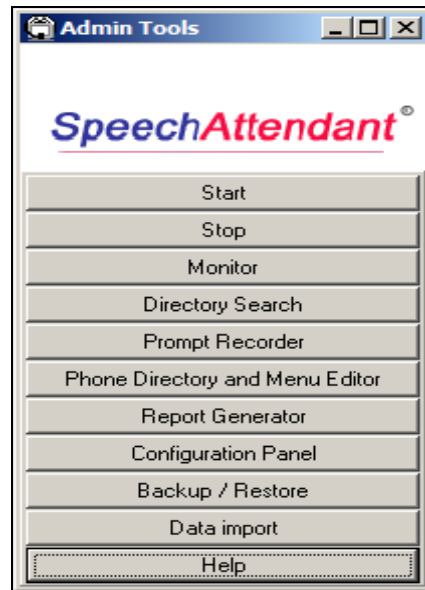 Admin Tools
SpeechAttendant®
Start
Stop
Monitor
Directory Search
Prompt Recorder
Phone Directory and Menu Editor
Report Generator
Configuration Panel
Backup / Restore
Data import
Help